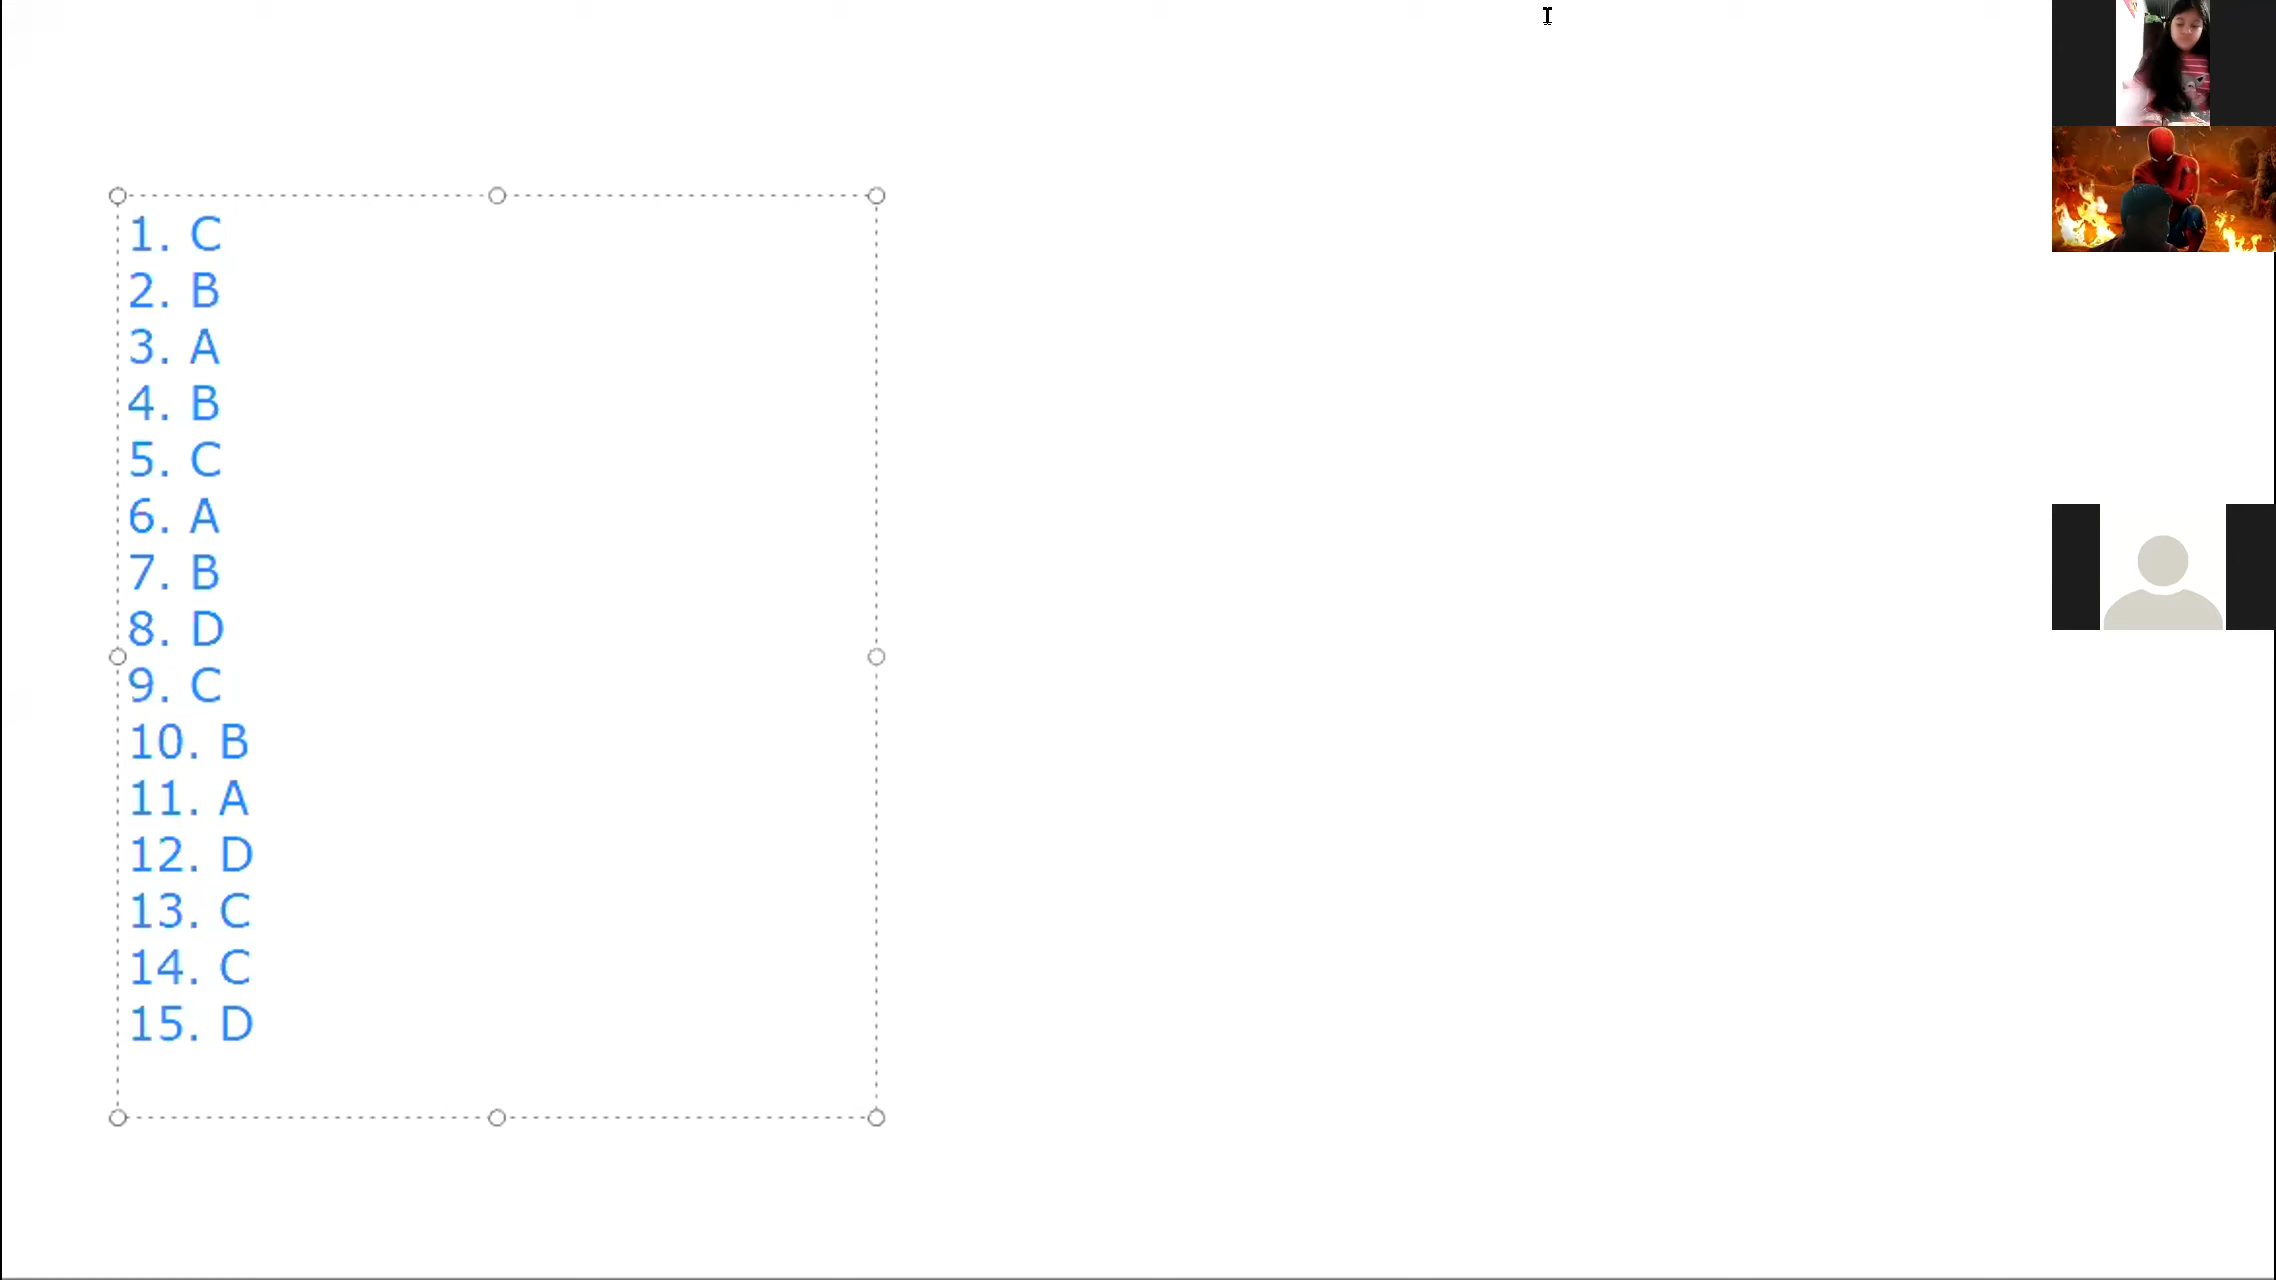 1. C
2. B
3. A
4. B
5. C
6. A
7. B
8. D
9. C
10. B
11. A
12. D
13. C
14. C
15. D